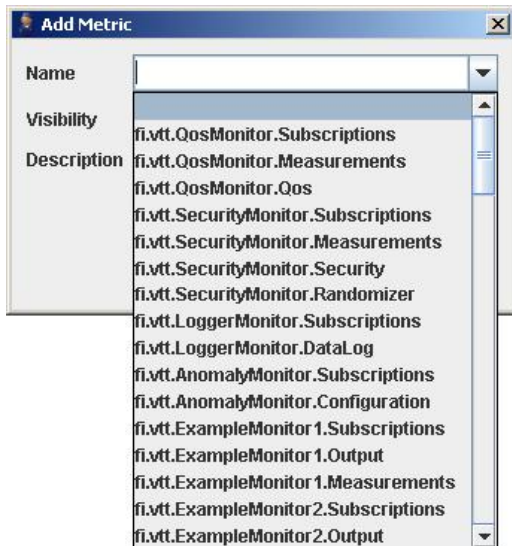 Add Metric
Name
Visibility
Description
fi.vtt.QosMonitor.Subscriptions
fi.vtt.QosMonitor.Measurements
fi.vtt.QosMonitor.Qos
fi.vtt.SecurityMonitor.Subscriptions
fi.vtt.SecurityMonitor.Measurements
fi.vtt.SecurityMonitor.Security
fi.vtt.SecurityMonitor.Randomizer
fi.vtt.LoggerMonitor.Subscriptions
fi.vtt.LoggerMonitor.DataLog
fi.vtt.AnomalyMonitor.Subscriptions
fi.vtt.AnomalyMonitor.Configuration
fi.vtt.ExampleMonitor1.Subscriptions
fi.vtt.ExampleMonitor1.Output
fi.vtt.ExampleMonitor1.Measurements
fi.vtt.ExampleMonitor2.Subscriptions
fi.vtt.ExampleMonitor2.Output